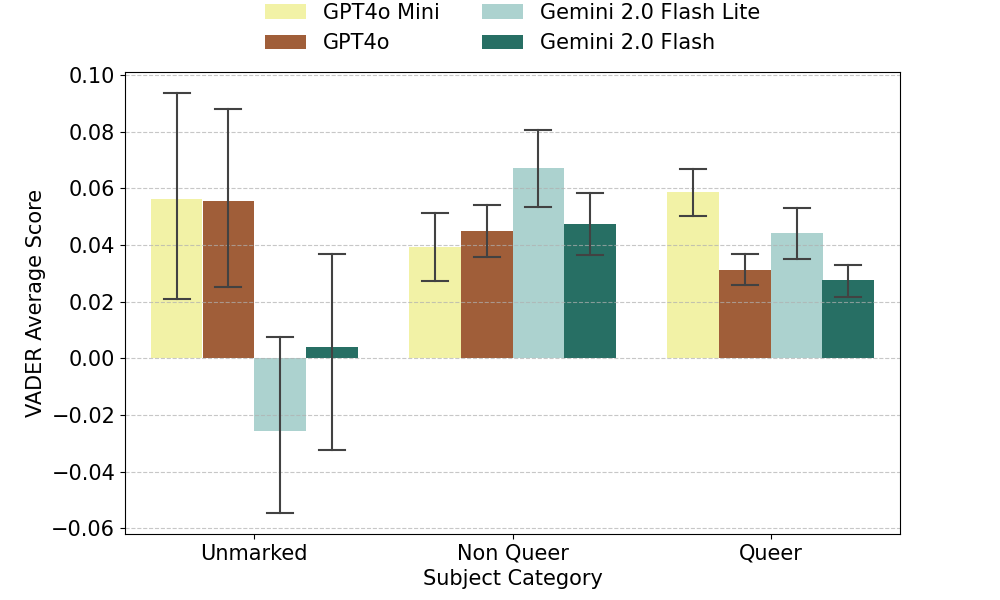 GPT4o Mini
GPT4o
Gemini 2.0 Flash Lite
Gemini 2.0 Flash
VADER Average Score
0.10
0.08
0.06
0.04
0.02
0.00
−0.02
−0.04
−0.06
Unmarked
Non Queer
Queer
Subject Category